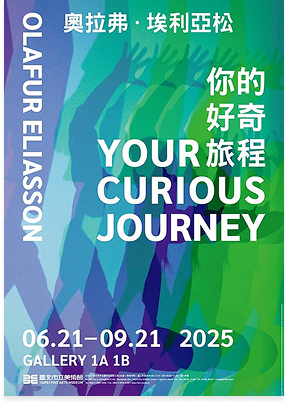 奧拉弗·埃利亞松
OLAFUR ELIASSON
你的
好奇
旅程
YOUR
CURIOUS
JOURNEY
06.21–09.21 2025
GALLERY 1A 1B
臺北市立美術館
TAIPEI FINE ARTS MUSEUM